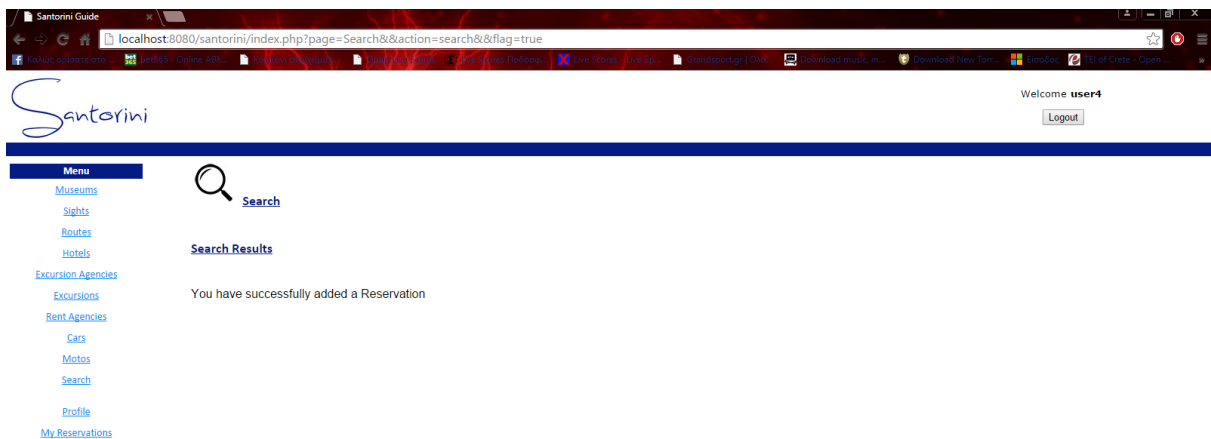 Santorini Guide
localhost:8080/santorini/index.php?page=Search&&action=search&&flag=true
Santorini
Welcome user4
Logout
Menu
Museums
Sights
Routes
Hotels
Excursion Agencies
Excursions
Rent Agencies
Cars
Motos
Search
Profile
My Reservations
Search
Search Results
You have successfully added a Reservation